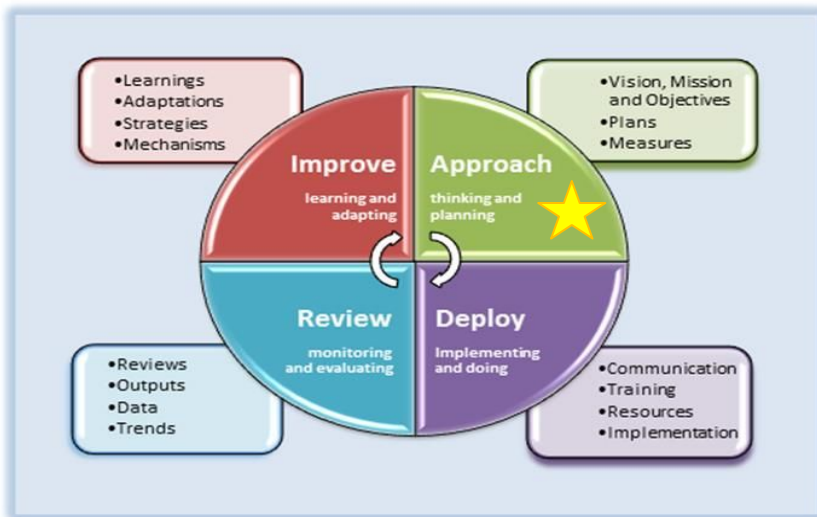 •Learnings
•Adaptations
•Strategies
•Mechanisms
•Vision, Mission
and Objectives
•Plans
•Measures
Improve
learning and
adapting
Approach
thinking and
planning
Review
monitoring
and evaluating
Deploy
Implementing
and doing
•Reviews
•Outputs
•Data
•Trends
•Communication
•Training
•Resources
•Implementation